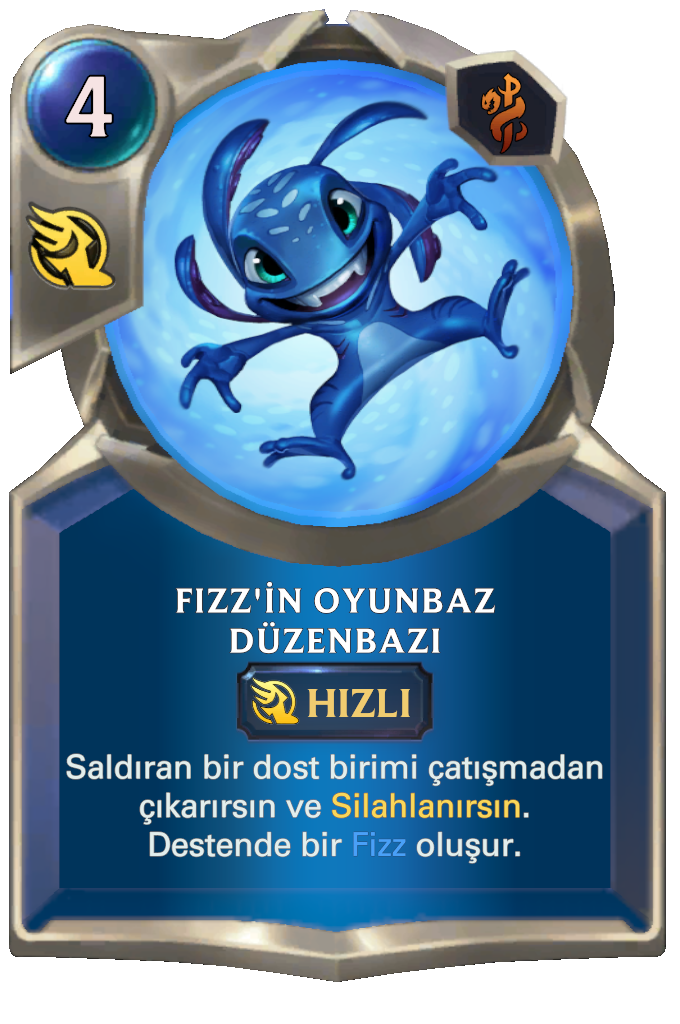 4
FIZZ'İN OYUNBAZ
DÜZENBAZI
HIZLI
Saldıran bir dost birimi çatışmadan
çıkarırsın ve Silahlanırsın.
Destende bir Fizz oluşur.